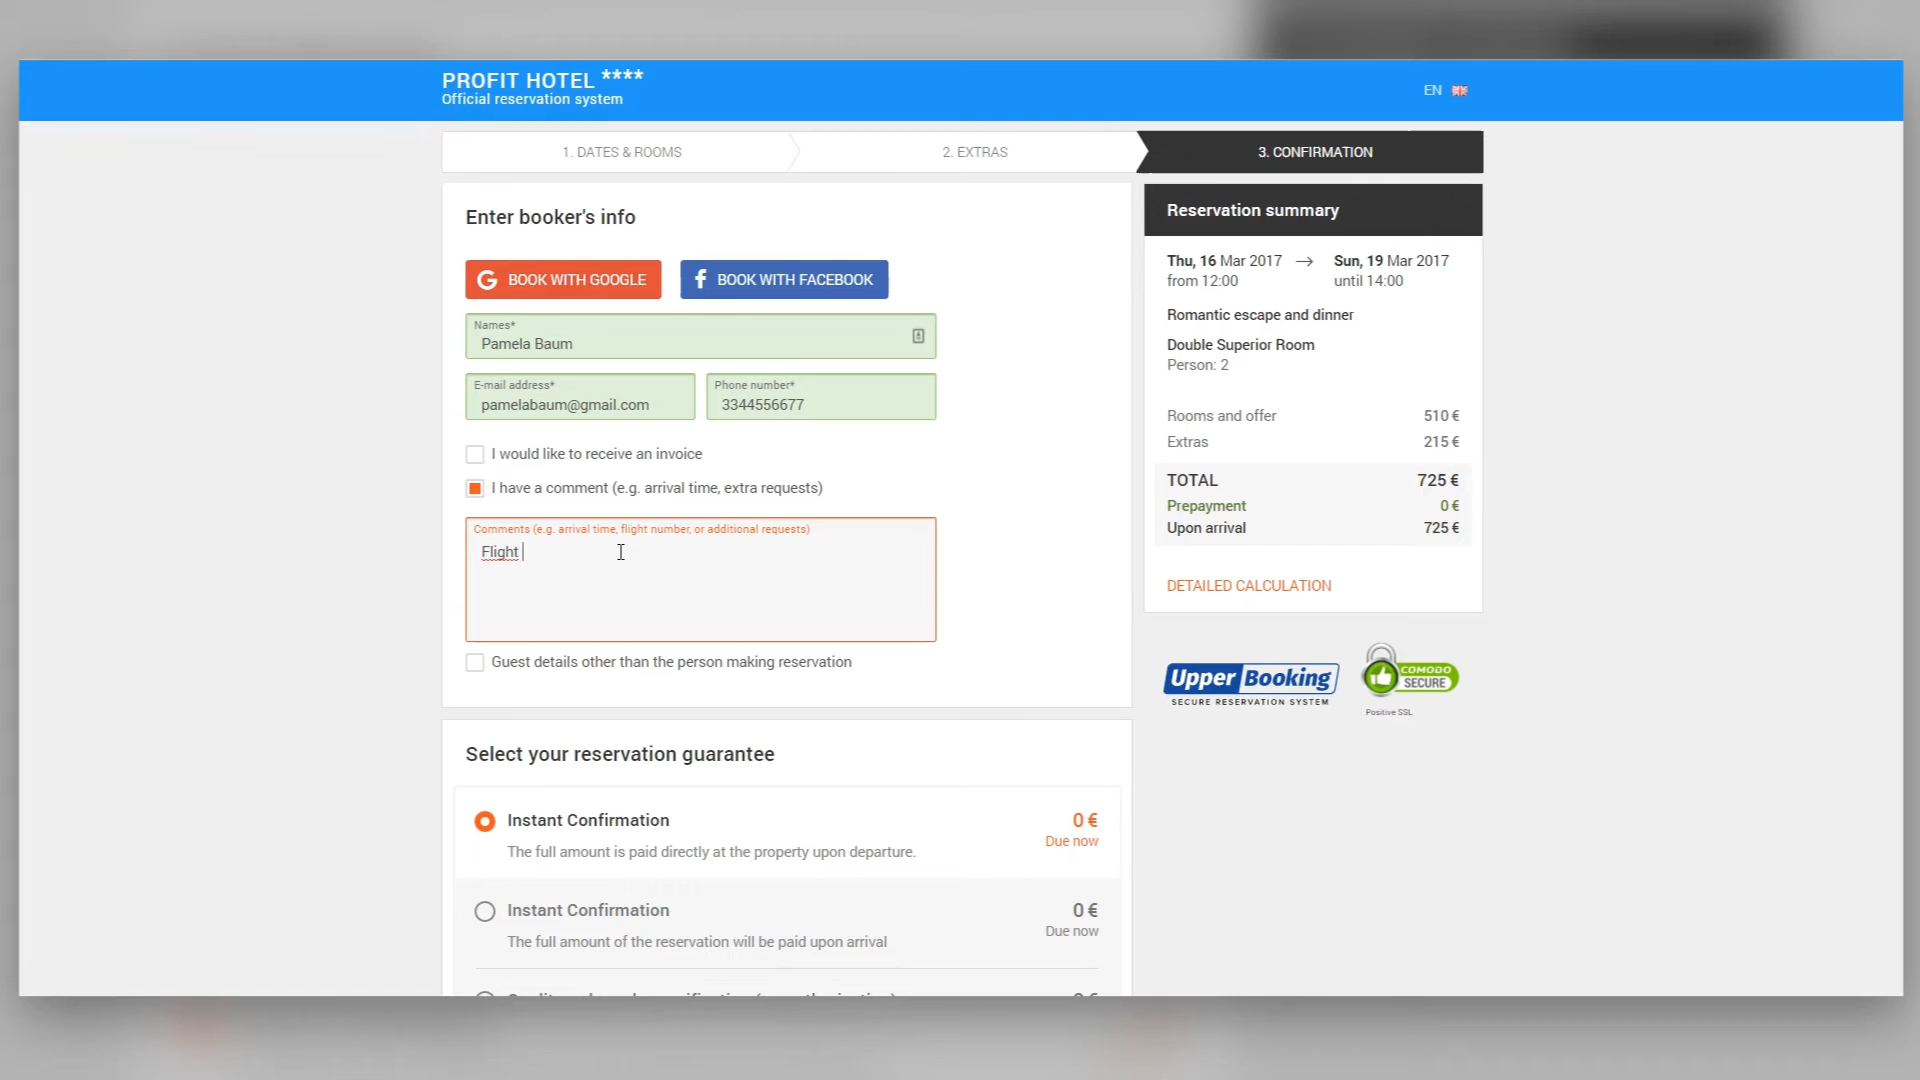 PROFIT HOTEL ****
Official reservation system
EN
1. DATES & ROOMS
2. EXTRAS
3. CONFIRMATION
Enter booker's info
G BOOK WITH GOOGLE
f BOOK WITH FACEBOOK
Names*
Pamela Baum
E-mail address*
pamelabaum@gmail.com
Phone number*
3344556677
I would like to receive an invoice
I have a comment (e.g. arrival time, extra requests)
Comments (e.g. arrival time, flight number, or additional requests)
Flight
Guest details other than the person making reservation
Select your reservation guarantee
Instant Confirmation
0 €
Due now
The full amount is paid directly at the property upon departure.
Instant Confirmation
0 €
Due now
The full amount of the reservation will be paid upon arrival
Reservation summary
Thu, 16 Mar 2017 → Sun, 19 Mar 2017
from 12:00 until 14:00
Romantic escape and dinner
Double Superior Room
Person: 2
Rooms and offer 510 €
Extras 215 €
TOTAL 725 €
Prepayment 0 €
Upon arrival 725 €
DETAILED CALCULATION
Upper Booking
SECURE RESERVATION SYSTEM
COMODO
SECURE
Positive SSL